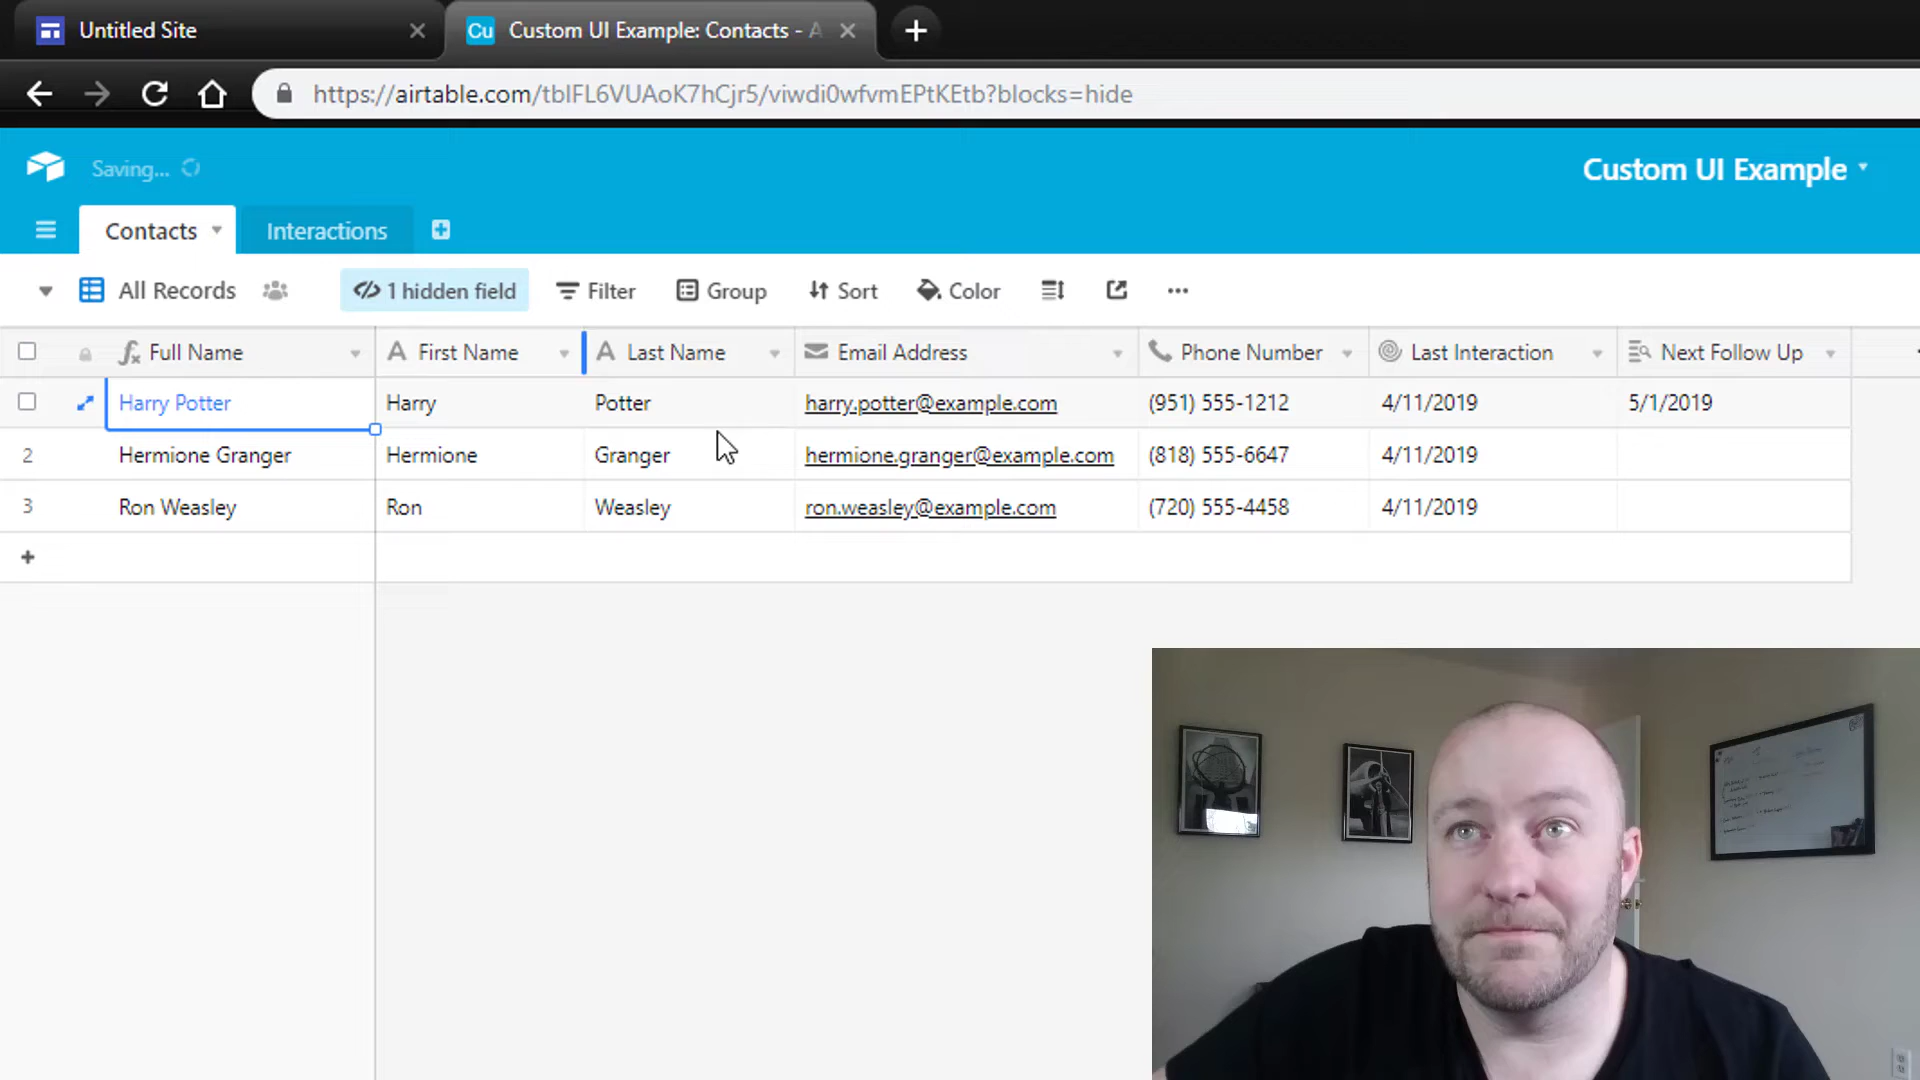 Untitled Site
Cu Custom UI Example: Contacts - A
https://airtable.com/tblFL6VUAoK7hCjr5/viwdi0wfvmEPtKEtb?blocks=hide
Saving...
Custom UI Example
Contacts Interactions
All Records 1 hidden field Filter Group Sort Color
Full Name First Name Last Name Email Address Phone Number Last Interaction Next Follow Up
Harry Potter Harry Potter harry.potter@example.com (951) 555-1212 4/11/2019 5/1/2019
2 Hermione Granger Hermione Granger hermione.granger@example.com (818) 555-6647 4/11/2019
3 Ron Weasley Ron Weasley ron.weasley@example.com (720) 555-4458 4/11/2019